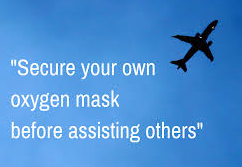 "Secure your own
oxygen mask
before assisting others"